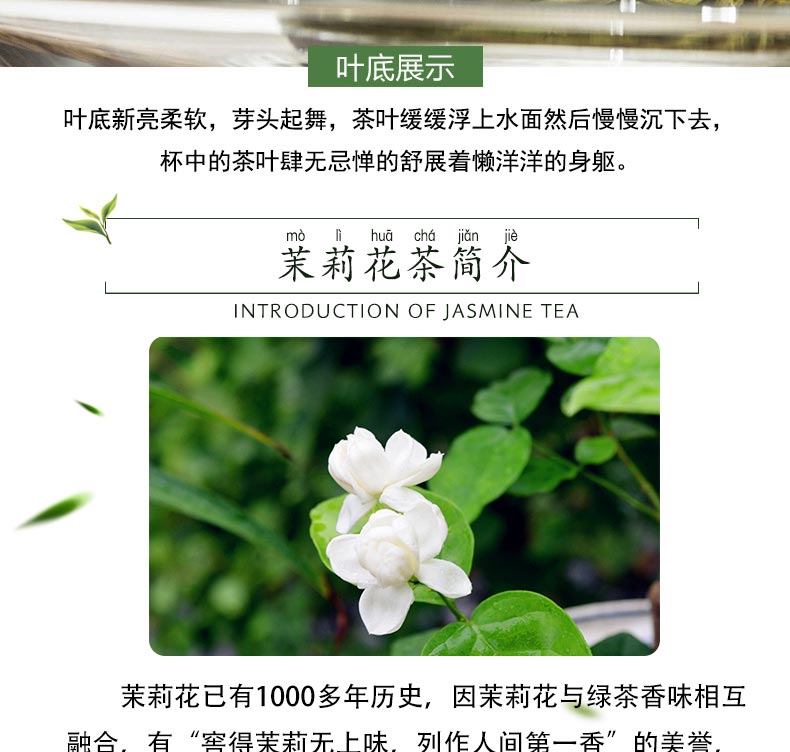 叶底展示
叶底新亮柔软，芽头起舞，茶叶缓缓浮上水面然后慢慢沉下去，
杯中的茶叶肆无忌惮的舒展着懒洋洋的身躯。
mò lì huā chá jiǎn jiè
茉莉花茶简介
INTRODUCTION OF JASMINE TEA
茉莉花已有1000多年历史，因茉莉花与绿茶香味相互
融合，有“窨得茉莉无上味，列作人间第一香”的美誉，